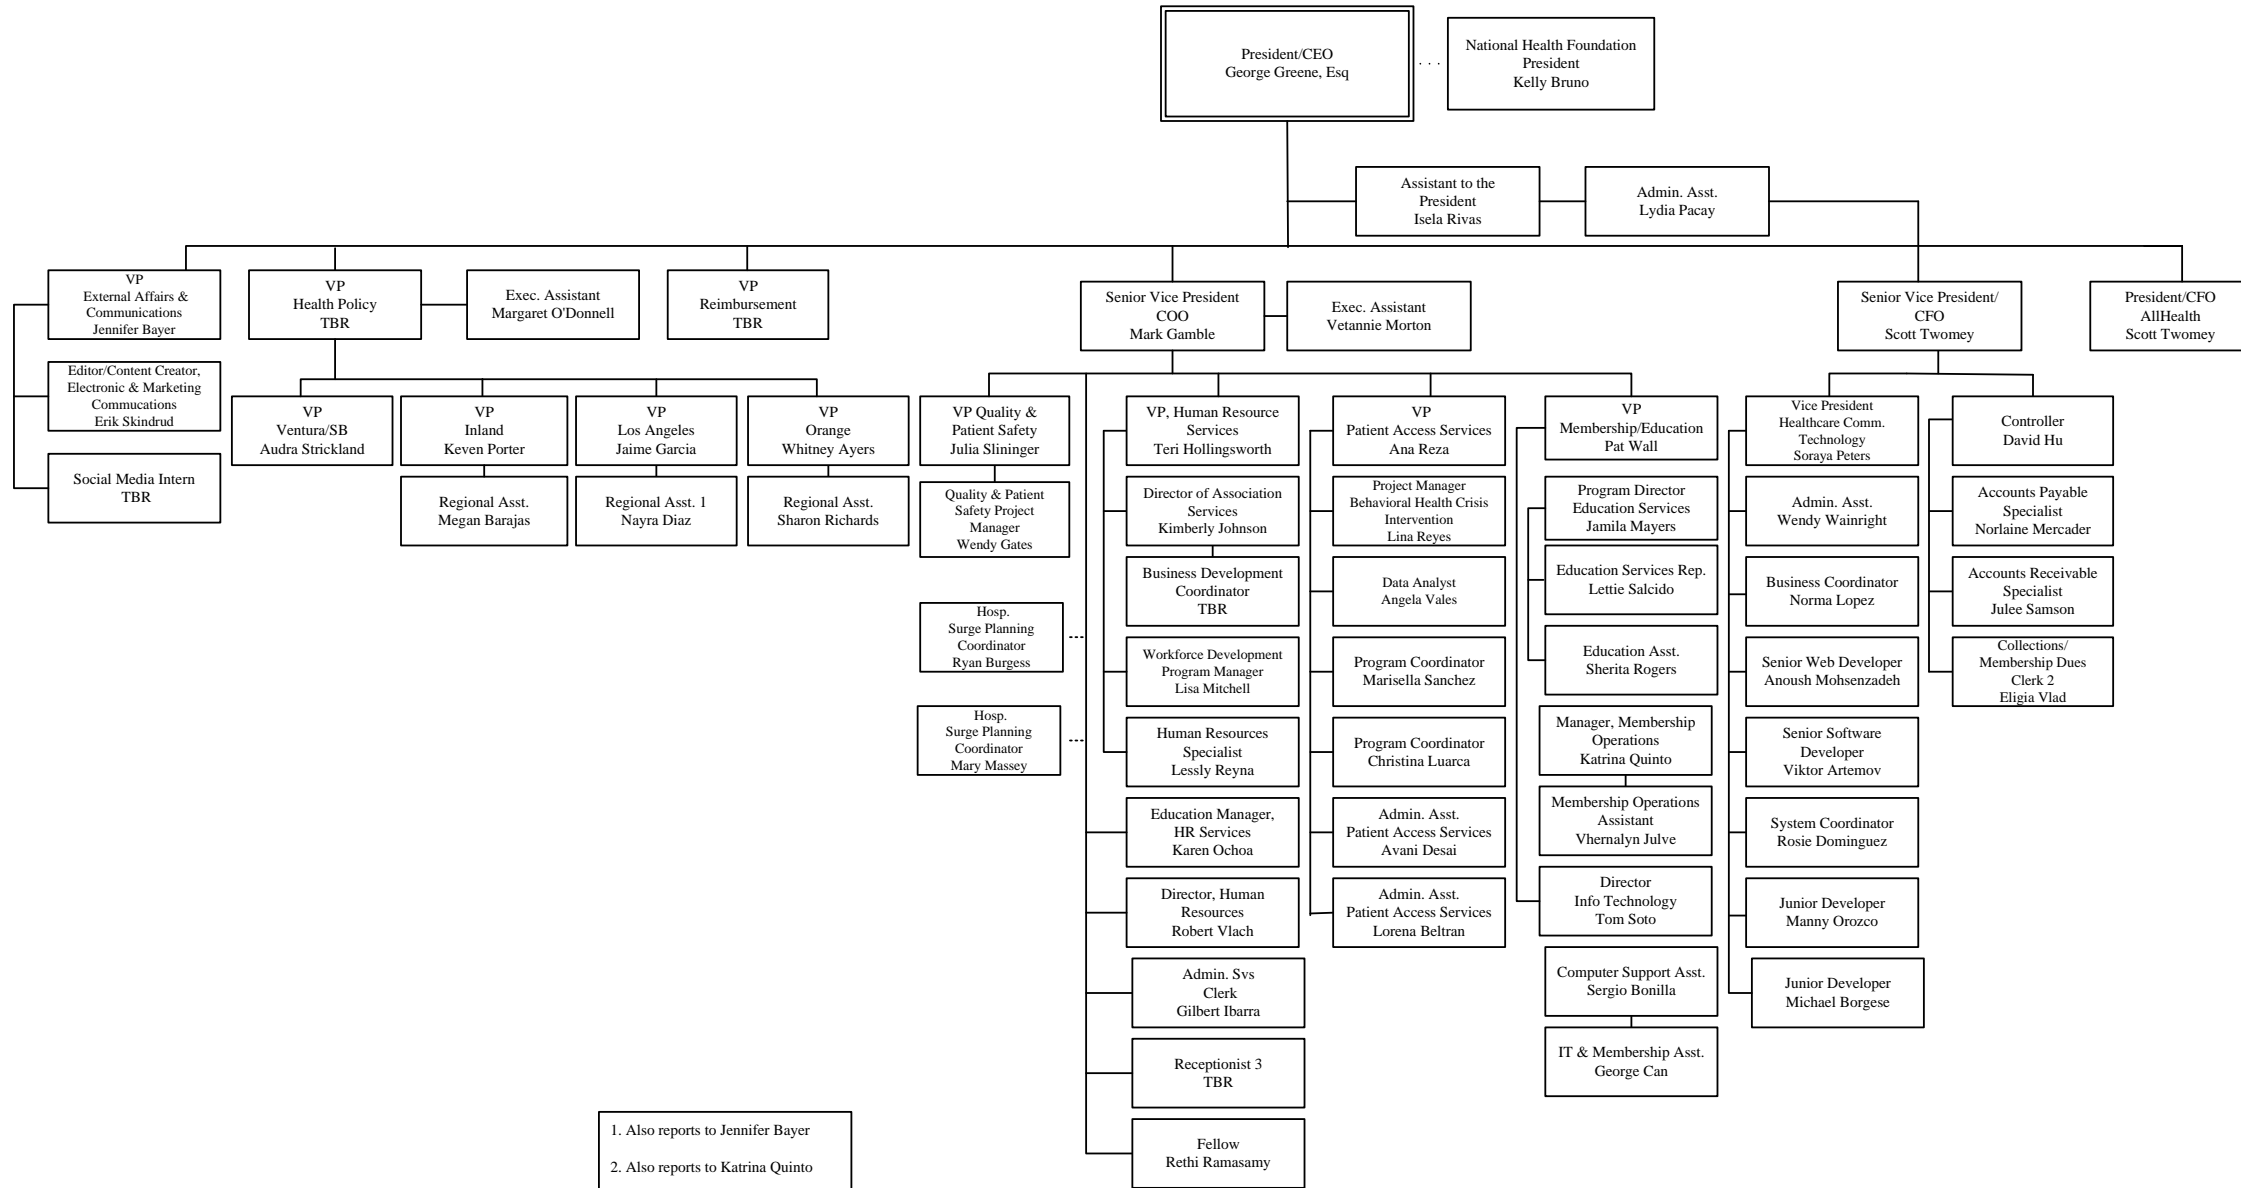 President/CEO
George Greene, Esq
. . .
National Health Foundation
President
Kelly Bruno
Assistant to the
President
Isela Rivas
Admin. Asst.
Lydia Pacay
VP
External Affairs &
Communications
Jennifer Bayer
VP
Health Policy
TBR
Exec. Assistant
Margaret O'Donnell
VP
Reimbursement
TBR
Senior Vice President
COO
Mark Gamble
Exec. Assistant
Vetannie Morton
Senior Vice President/
CFO
Scott Twomey
President/CFO
AllHealth
Scott Twomey
Editor/Content Creator,
Electronic & Marketing
Commucations
Erik Skindrud
Social Media Intern
TBR
VP
Ventura/SB
Audra Strickland
VP
Inland
Keven Porter
Regional Asst.
Megan Barajas
VP
Los Angeles
Jaime Garcia
Regional Asst. 1
Nayra Diaz
VP
Orange
Whitney Ayers
Regional Asst.
Sharon Richards
VP Quality &
Patient Safety
Julia Slininger
Quality & Patient
Safety Project
Manager
Wendy Gates
Hosp.
Surge Planning
Coordinator
Ryan Burgess
Hosp.
Surge Planning
Coordinator
Mary Massey
VP, Human Resource
Services
Teri Hollingsworth
Director of Association
Services
Kimberly Johnson
Business Development
Coordinator
TBR
Workforce Development
Program Manager
Lisa Mitchell
Human Resources
Specialist
Lessly Reyna
Education Manager,
HR Services
Karen Ochoa
Director, Human
Resources
Robert Vlach
Admin. Svs
Clerk
Gilbert Ibarra
Receptionist 3
TBR
Fellow
Rethi Ramasamy
VP
Patient Access Services
Ana Reza
Project Manager
Behavioral Health Crisis
Intervention
Lina Reyes
Data Analyst
Angela Vales
Program Coordinator
Marisella Sanchez
Program Coordinator
Christina Luarca
Admin. Asst.
Patient Access Services
Avani Desai
Admin. Asst.
Patient Access Services
Lorena Beltran
VP
Membership/Education
Pat Wall
Program Director
Education Services
Jamila Mayers
Education Services Rep.
Lettie Salcido
Education Asst.
Sherita Rogers
Manager, Membership
Operations
Katrina Quinto
Membership Operations
Assistant
Vhernalyn Julve
Director
Info Technology
Tom Soto
Computer Support Asst.
Sergio Bonilla
IT & Membership Asst.
George Can
Vice President
Healthcare Comm.
Technology
Soraya Peters
Admin. Asst.
Wendy Wainright
Business Coordinator
Norma Lopez
Senior Web Developer
Anoush Mohsenzadeh
Senior Software
Developer
Viktor Artemov
System Coordinator
Rosie Dominguez
Junior Developer
Manny Orozco
Junior Developer
Michael Borgese
Controller
David Hu
Accounts Payable
Specialist
Norlaine Mercader
Accounts Receivable
Specialist
Julee Samson
Collections/
Membership Dues
Clerk 2
Eligia Vlad
1. Also reports to Jennifer Bayer
2. Also reports to Katrina Quinto